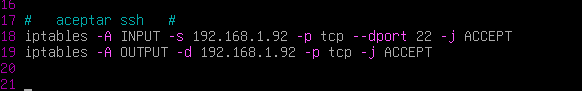 16
17 #   aceptar ssh   #
18 iptables -A INPUT -s 192.168.1.92 -p tcp --dport 22 -j ACCEPT
19 iptables -A OUTPUT -d 192.168.1.92 -p tcp -j ACCEPT
20
21